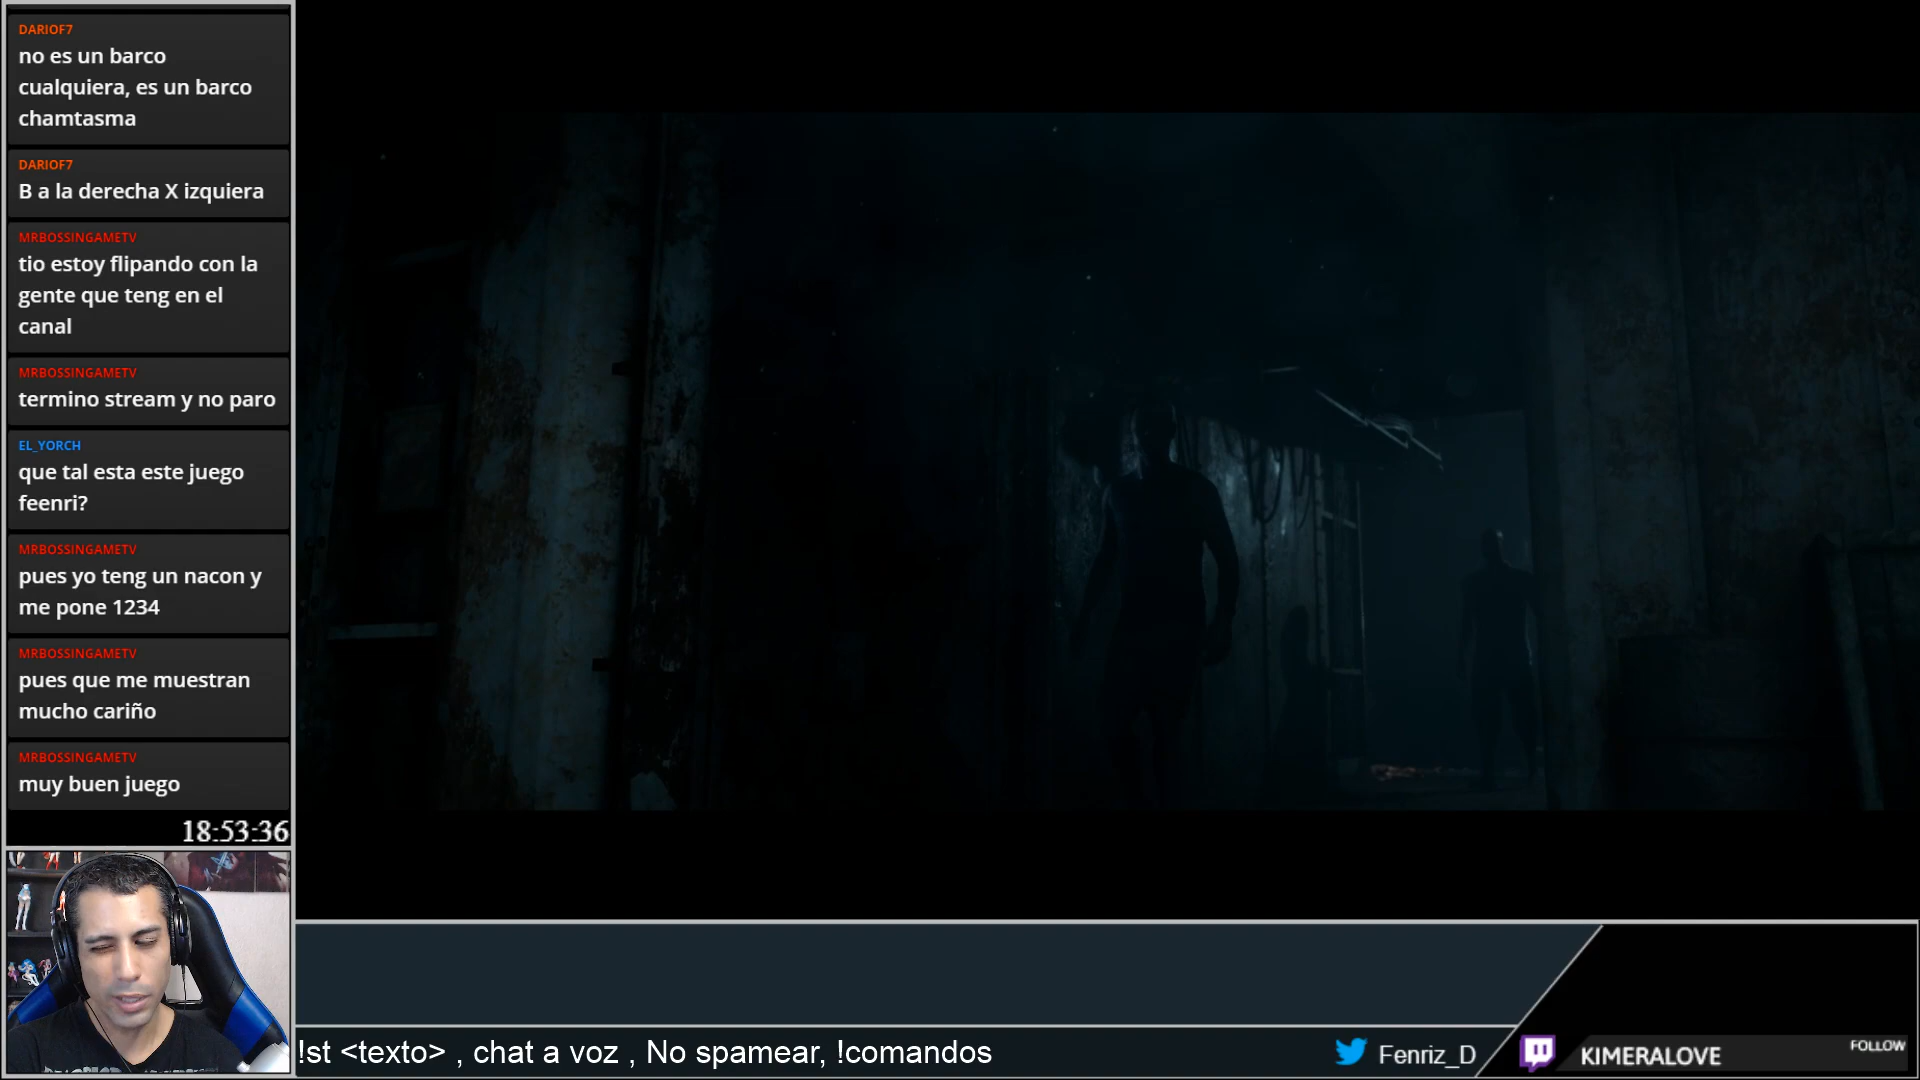 DARIOF7
no es un barco
cualquiera, es un barco
chamtasma
DARIOF7
B a la derecha X izquiera
MRBOSSINGAMETV
tio estoy flipando con la
gente que teng en el
canal
MRBOSSINGAMETV
termino stream y no paro
EL_YORCH
que tal esta este juego
feenri?
MRBOSSINGAMETV
pues yo teng un nacon y
me pone 1234
MRBOSSINGAMETV
pues que me muestran
mucho cariño
MRBOSSINGAMETV
muy buen juego
18:53:36
!st <texto> , chat a voz , No spamear, !comandos
Fenriz_D
KIMERALOVE
FOLLOW